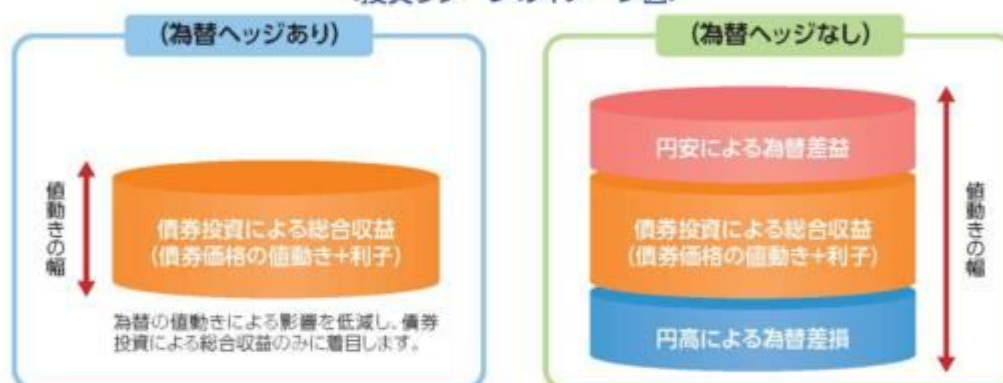 (為替ヘッジあり)
値動きの幅
債券投資による総合収益
(債券価格の値動き+利子)
為替の値動きによる影響を低減し、債券
投資による総合収益のみに着目します。
(為替ヘッジなし)
円安による為替差益
債券投資による総合収益
(債券価格の値動き+利子)
円高による為替差損
値動きの幅